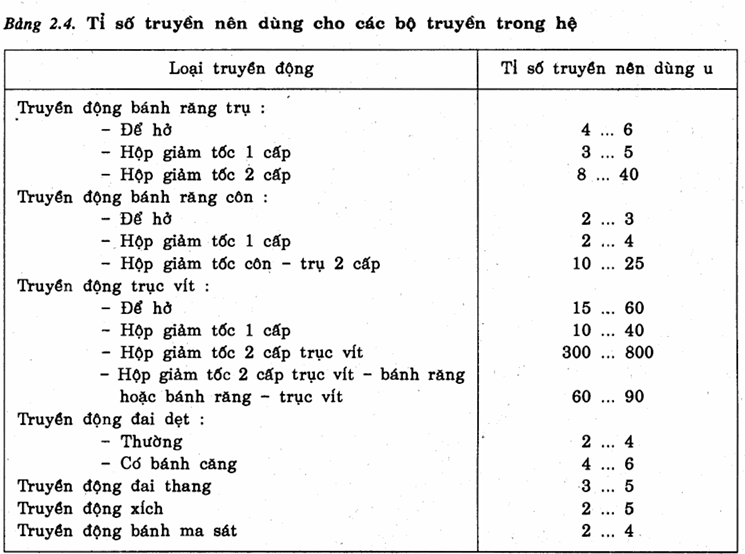 Bảng 2.4. Tỉ số truyền nên dùng cho các bộ truyền trong hệ
Loại truyền động Tỉ số truyền nên dùng u
Truyền động bánh răng trụ :
– Để hở 4 ... 6
– Hộp giảm tốc 1 cấp 3 ... 5
– Hộp giảm tốc 2 cấp 8 ... 40
Truyền động bánh răng côn :
– Để hở 2 ... 3
– Hộp giảm tốc 1 cấp 2 ... 4
– Hộp giảm tốc côn – trụ 2 cấp 10 ... 25
Truyền động trục vít :
– Để hở 15 ... 60
– Hộp giảm tốc 1 cấp 10 ... 40
– Hộp giảm tốc 2 cấp trục vít 300 ... 800
– Hộp giảm tốc 2 cấp trục vít – bánh răng
hoặc bánh răng – trục vít 60 ... 90
Truyền động đai dẹt :
– Thường 2 ... 4
– Có bánh căng 4 ... 6
Truyền động đai thang 3 ... 5
Truyền động xích 2 ... 5
Truyền động bánh ma sát 2 ... 4